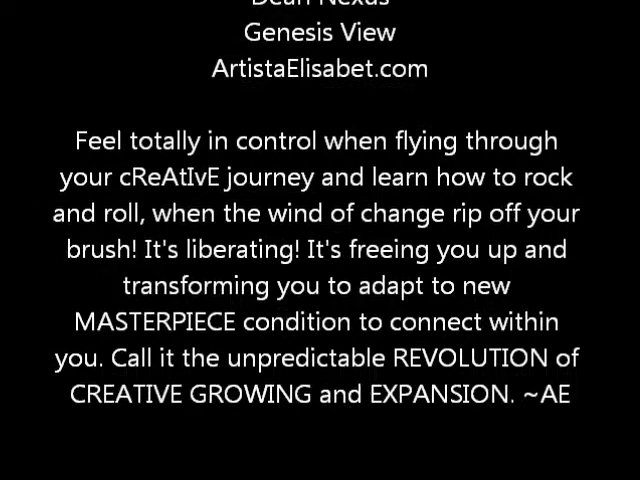 Dean Nexus
Genesis View
ArtistaElisabet.com
Feel totally in control when flying through
your cReAtIvE journey and learn how to rock
and roll, when the wind of change rip off your
brush! It's liberating! It's freeing you up and
transforming you to adapt to new
MASTERPIECE condition to connect within
you. Call it the unpredictable REVOLUTION of
CREATIVE GROWING and EXPANSION. ~AE